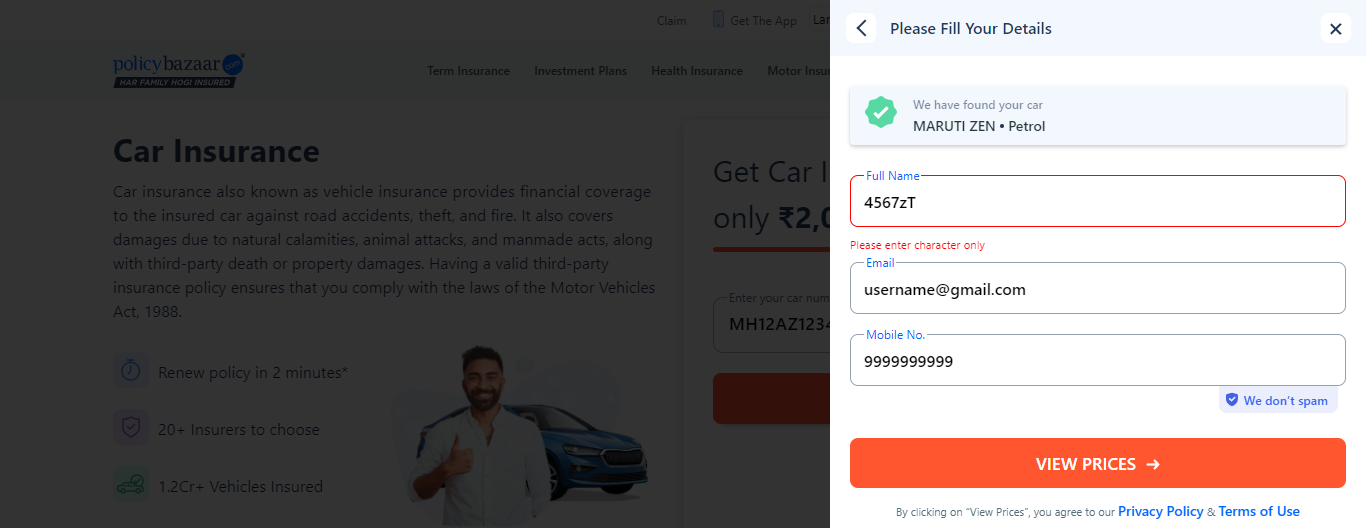 Claim
Get The App
policybazaar.com
HAR FAMILY HOGI INSURED
Term Insurance
Investment Plans
Health Insurance
Motor
Car Insurance
Car insurance also known as vehicle insurance provides financial coverage
to the insured car against road accidents, theft, and fire. It also covers
damages due to natural calamities, animal attacks, and manmade acts, along
with third-party death or property damages. Having a valid third-party
insurance policy ensures that you comply with the laws of the Motor Vehicles
Act, 1988.
Renew policy in 2 minutes*
20+ Insurers to choose
1.2Cr+ Vehicles Insured
Get Car
only ₹2,0
Enter your car num
MH12AZ1234
Please Fill Your Details
We have found your car
MARUTI ZEN • Petrol
Full Name
4567zT
Please enter character only
Email
username@gmail.com
Mobile No.
9999999999
We don't spam
VIEW PRICES →
By clicking on “View Prices”, you agree to our Privacy Policy & Terms of Use